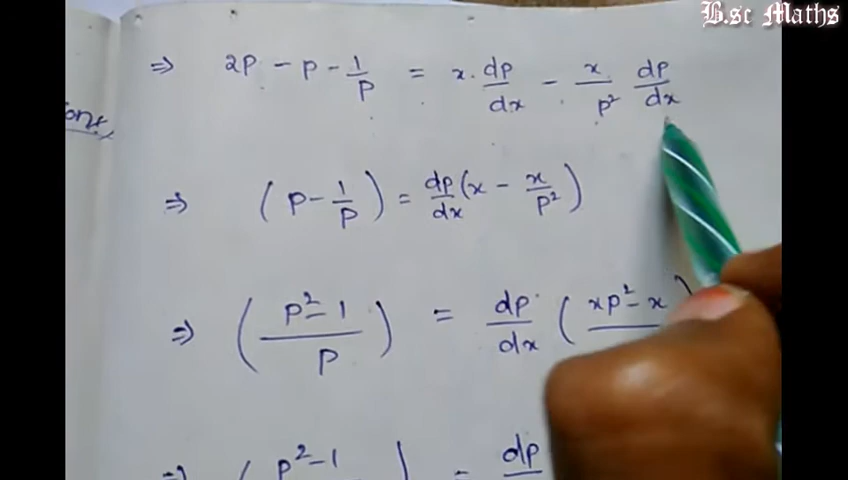 B.sc Maths
⇒ 2P - P - 1/P = x. dP/dx - x/P² dP/dx
⇒ (P - 1/P) = dP/dx (x - x/P²)
⇒ (P² - 1 / P) = dP/dx (xP² - x
⇒ (P² - 1 ) = dP